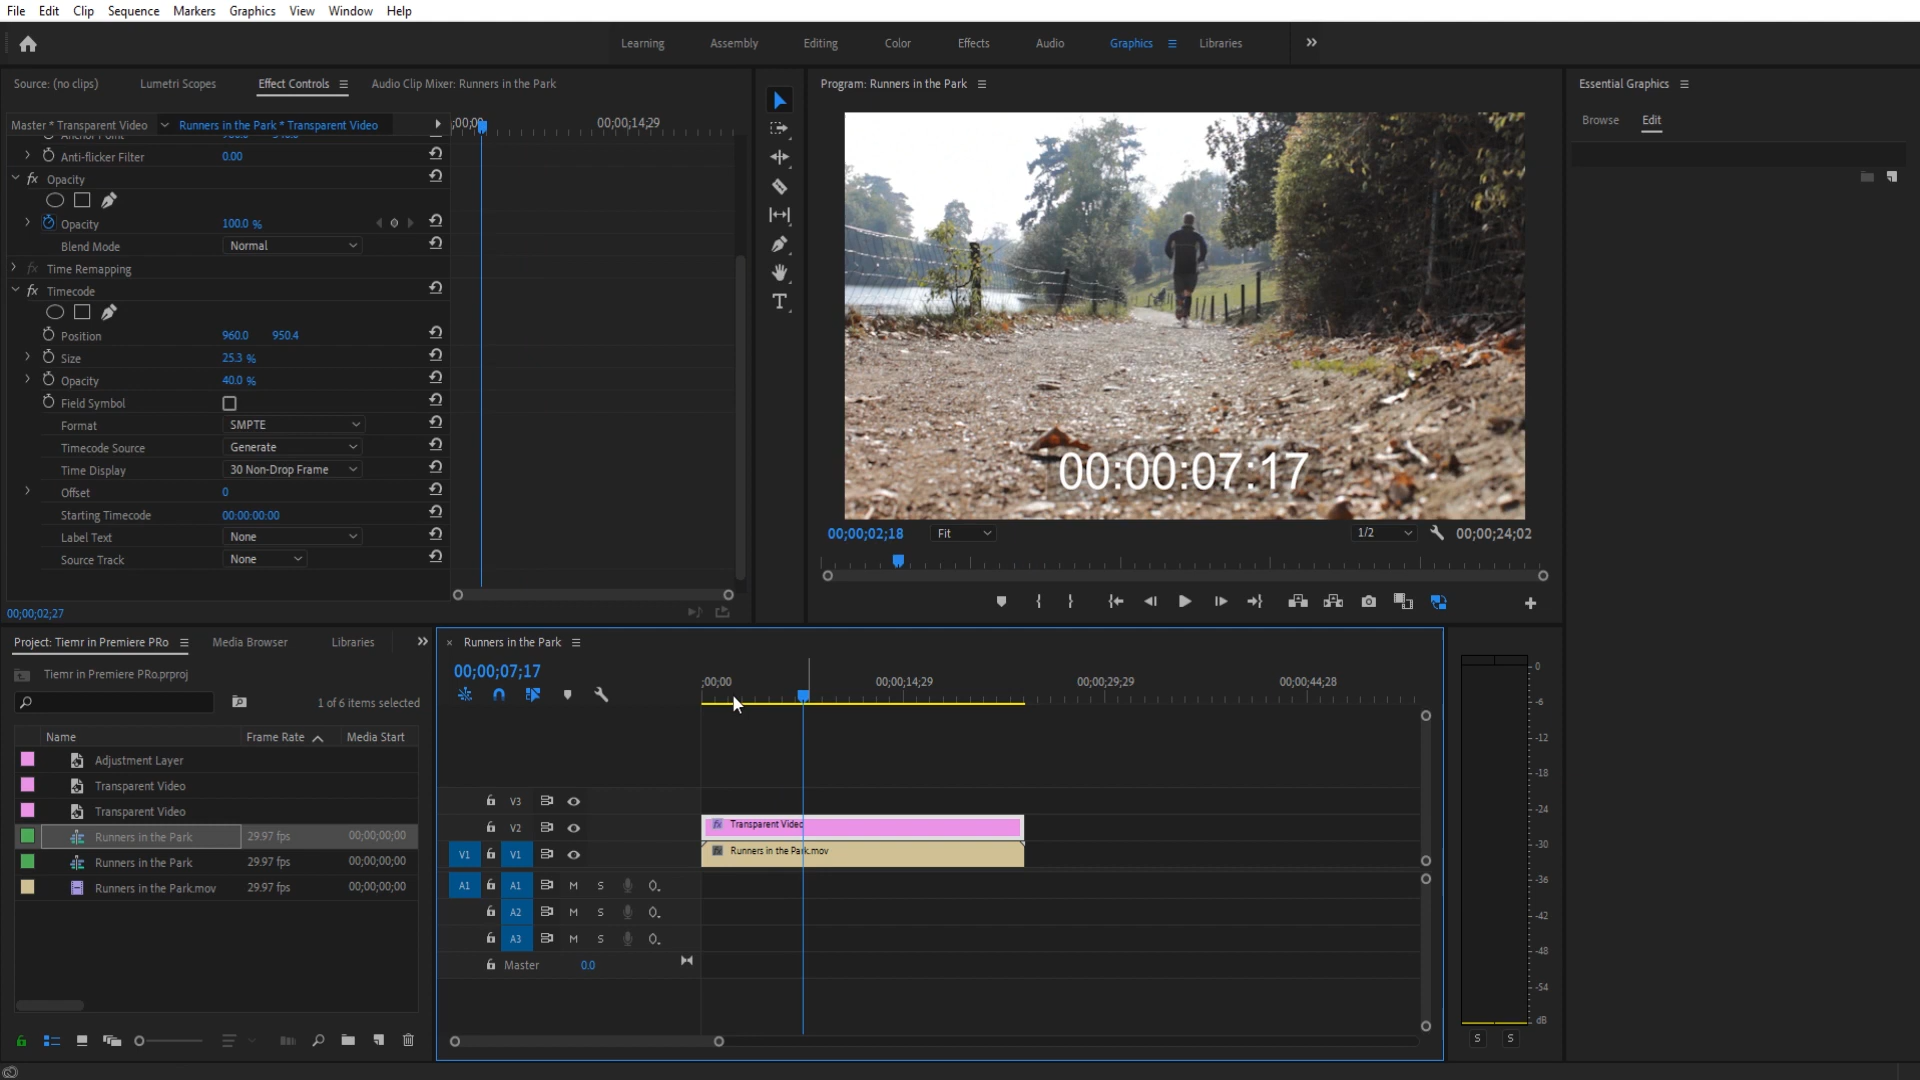 File Edit Clip Sequence Markers Graphics View Window Help
Learning Assembly Editing Color Effects Audio Graphics Libraries
Source: (no clips) Lumetri Scopes Effect Controls Audio Clip Mixer: Runners in the Park
Master * Transparent Video Runners in the Park * Transparent Video
;00;00 00;00;14;29
Anchor Point
Anti-flicker Filter 0.00
fx Opacity
Opacity 100.0 %
Blend Mode Normal
fx Time Remapping
fx Timecode
Position 960.0 950.4
Size 25.3 %
Opacity 40.0 %
Field Symbol
Format SMPTE
Timecode Source Generate
Time Display 30 Non-Drop Frame
Offset 0
Starting Timecode 00:00:00:00
Label Text None
Source Track None
00;00;02;27
Program: Runners in the Park
00:00:07:17
00;00;02;18 Fit 1/2 00;00;24;02
Essential Graphics
Browse Edit
Project: Tiemr in Premiere PRo Media Browser Libraries
Tiemr in Premiere PRo.prproj
1 of 6 items selected
Name Frame Rate Media Start
Adjustment Layer
Transparent Video
Transparent Video
Runners in the Park 29.97 fps 00;00;00;00
Runners in the Park 29.97 fps 00;00;00;00
Runners in the Park.mov 29.97 fps 00;00;00;00
× Runners in the Park
00;00;07;17
;00;00 00;00;14;29 00;00;29;29 00;00;44;28
V3
V2 fx Transparent Video
V1 V1 fx Runners in the Park.mov
A1 A1 M S
A2 M S
A3 M S
Master 0.0
0
-6
-12
-18
-24
-30
-36
-42
-48
-54
dB
S S